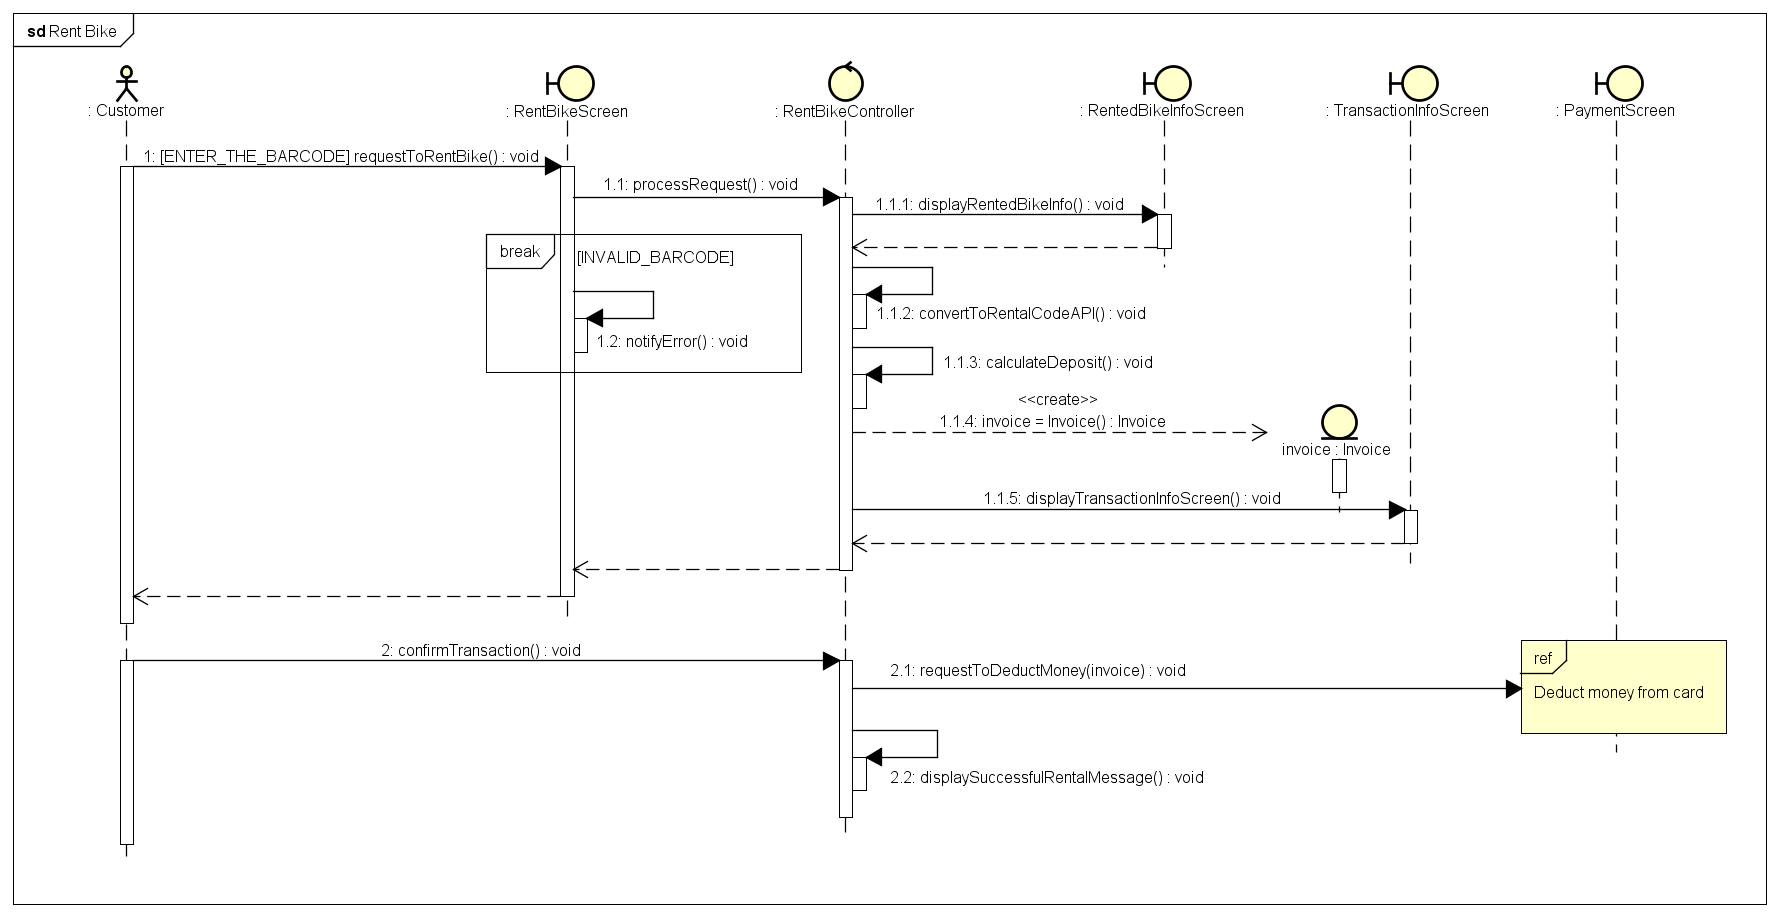 sd Rent Bike
: Customer
: RentBikeScreen
: RentBikeController
: RentedBikeInfoScreen
: TransactionInfoScreen
: PaymentScreen
1: [ENTER_THE_BARCODE] requestToRentBike() : void
1.1: processRequest() : void
1.1.1: displayRentedBikeInfo() : void
break
[INVALID_BARCODE]
1.1.2: convertToRentalCodeAPI() : void
1.2: notifyError() : void
1.1.3: calculateDeposit() : void
<<create>>
1.1.4: invoice = Invoice() : Invoice
invoice : Invoice
1.1.5: displayTransactionInfoScreen() : void
2: confirmTransaction() : void
2.1: requestToDeductMoney(invoice) : void
ref
Deduct money from card
2.2: displaySuccessfulRentalMessage() : void